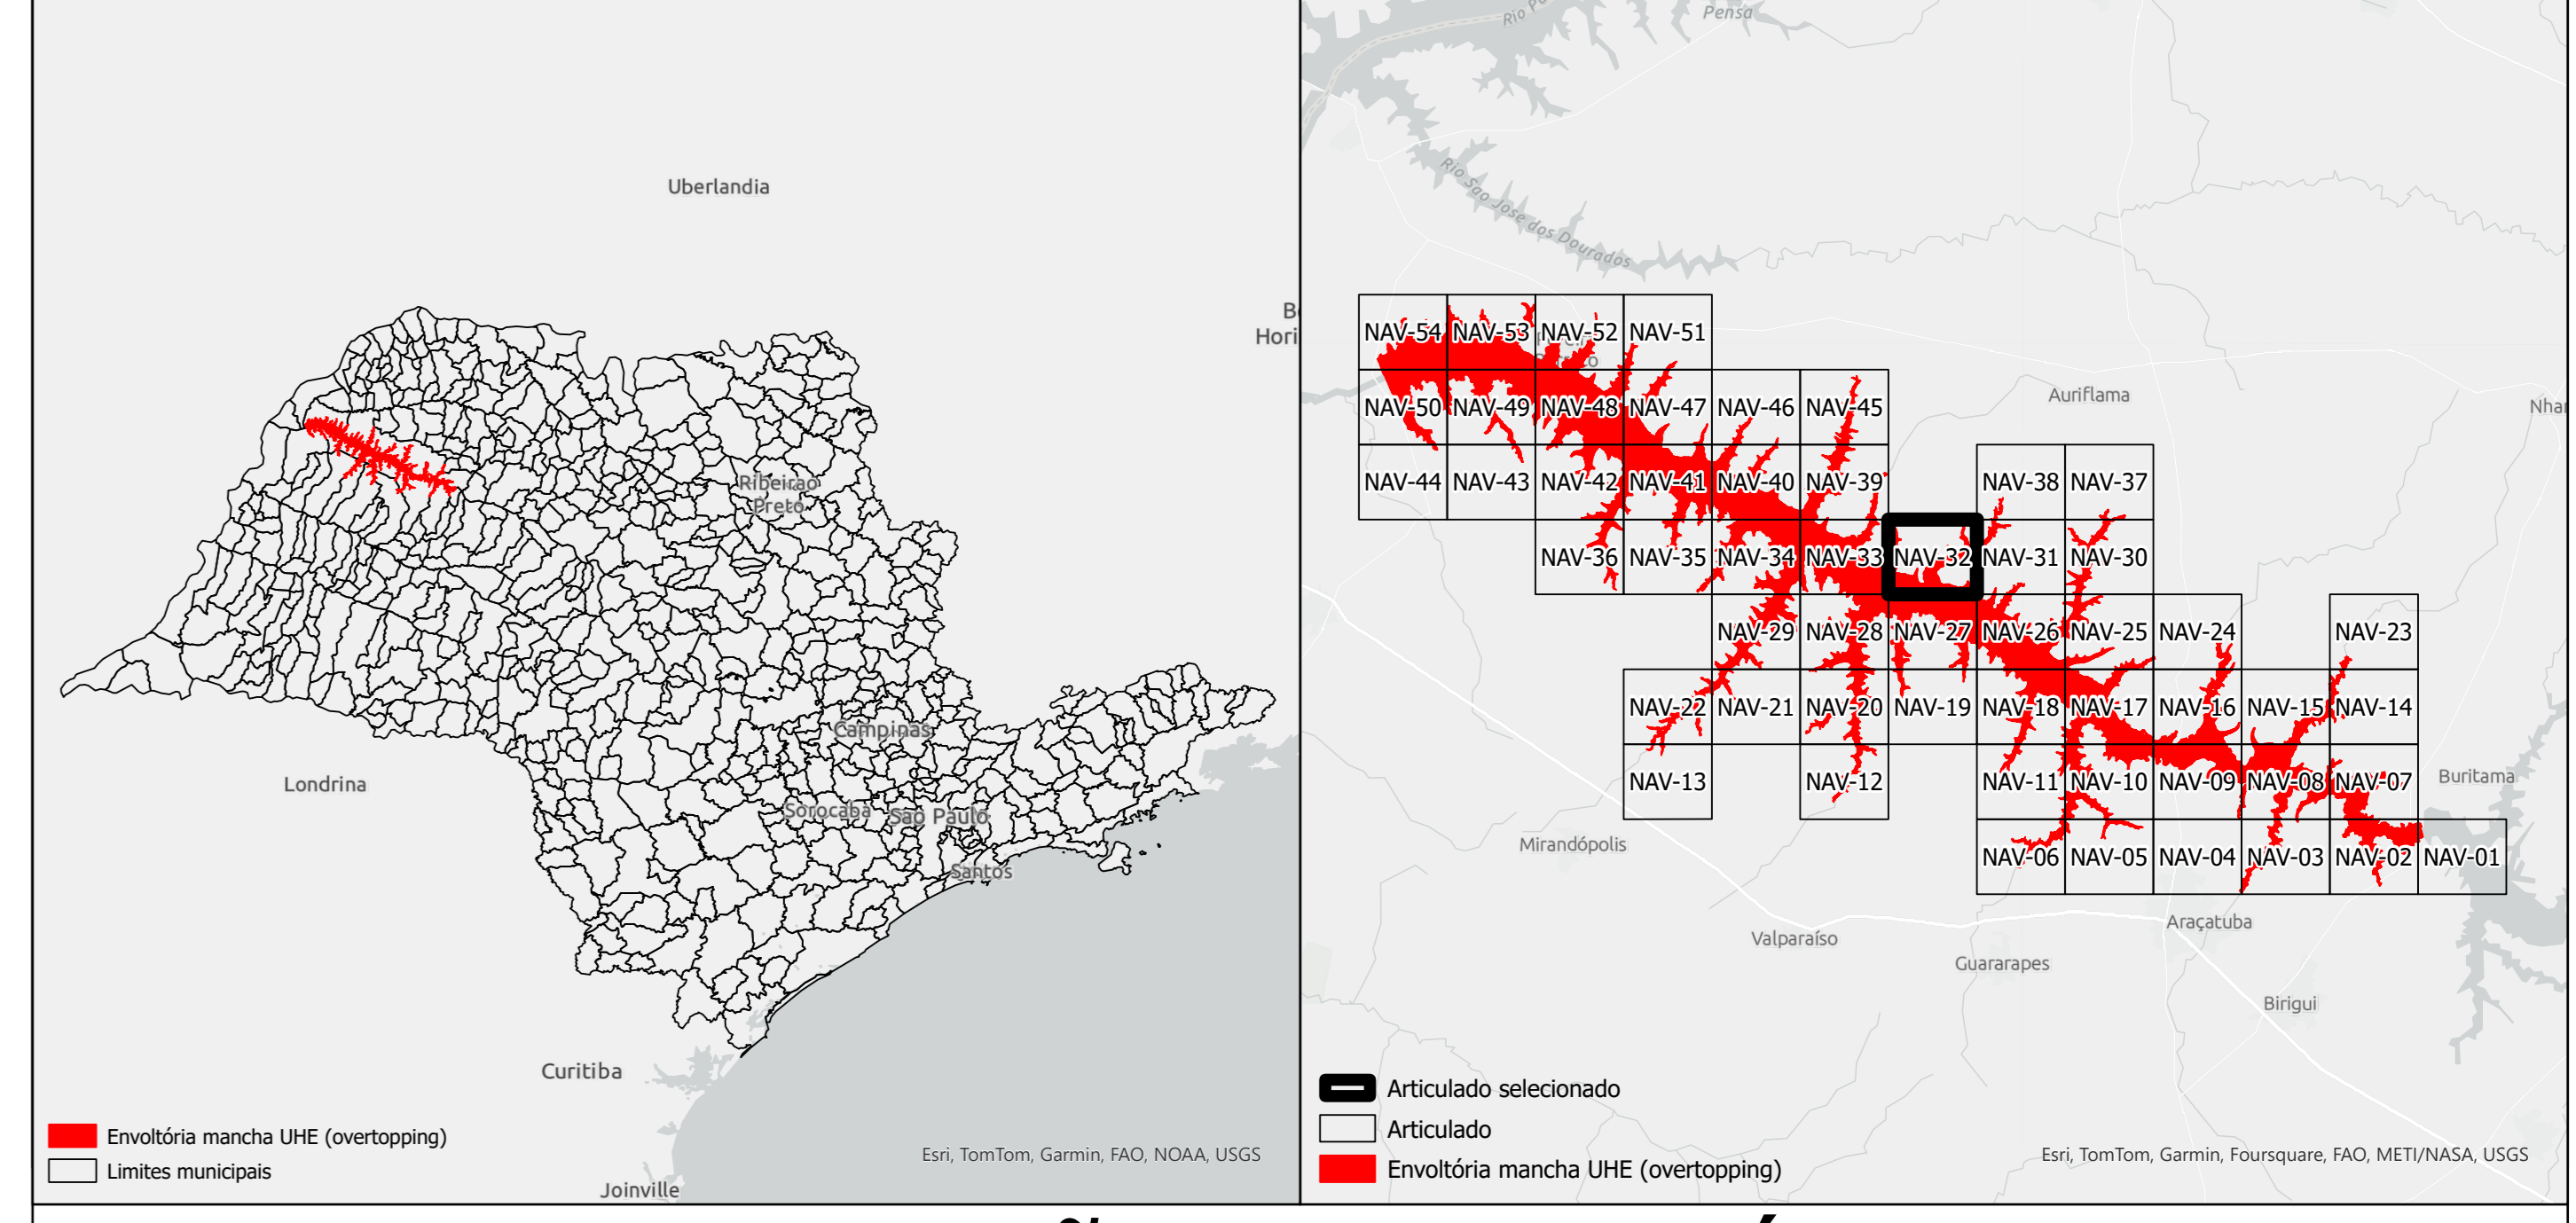 Uberlandia
Ribeirao
Preto
Campinas
Sorocaba
Sao Paulo
Santos
Londrina
Curitiba
Joinville
Hori
Envoltória mancha UHE (overtopping)
Limites municipais
Esri, TomTom, Garmin, FAO, NOAA, USGS
Pensa
Rio
Rio Sao Jose dos Dourados
NAV-54 NAV-53 NAV-52 NAV-51
NAV-50 NAV-49 NAV-48 NAV-47 NAV-46 NAV-45
Auriflama
NAV-44 NAV-43 NAV-42 NAV-41 NAV-40 NAV-39 NAV-38 NAV-37
NAV-36 NAV-35 NAV-34 NAV-33 NAV-32 NAV-31 NAV-30
NAV-29 NAV-28 NAV-27 NAV-26 NAV-25 NAV-24 NAV-23
NAV-22 NAV-21 NAV-20 NAV-19 NAV-18 NAV-17 NAV-16 NAV-15 NAV-14
NAV-13 NAV-12 NAV-11 NAV-10 NAV-09 NAV-08 NAV-07
Buritama
Mirandópolis
NAV-06 NAV-05 NAV-04 NAV-03 NAV-02 NAV-01
Araçatuba
Valparaíso
Guararapes
Birigui
Articulado selecionado
Articulado
Envoltória mancha UHE (overtopping)
Esri, TomTom, Garmin, Foursquare, FAO, METI/NASA, USGS